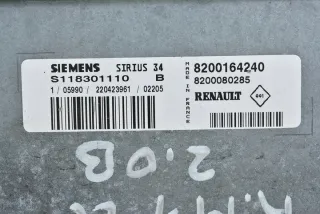 SIEMENS SIRIUS 34
S118301110 B
1 / 05990 / 220423961 / 02205
MADE IN FRANCE
8200164240
8200080285
RENAULT
2.0B